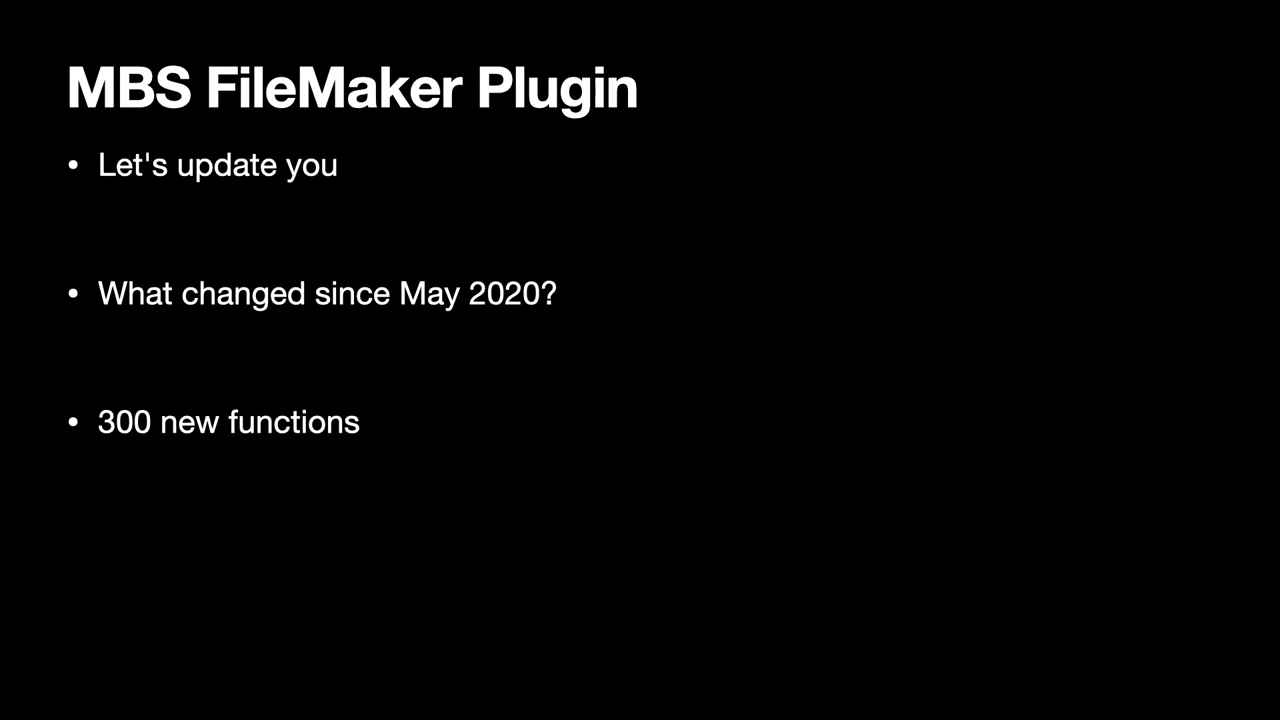 MBS FileMaker Plugin
• Let's update you
• What changed since May 2020?
• 300 new functions